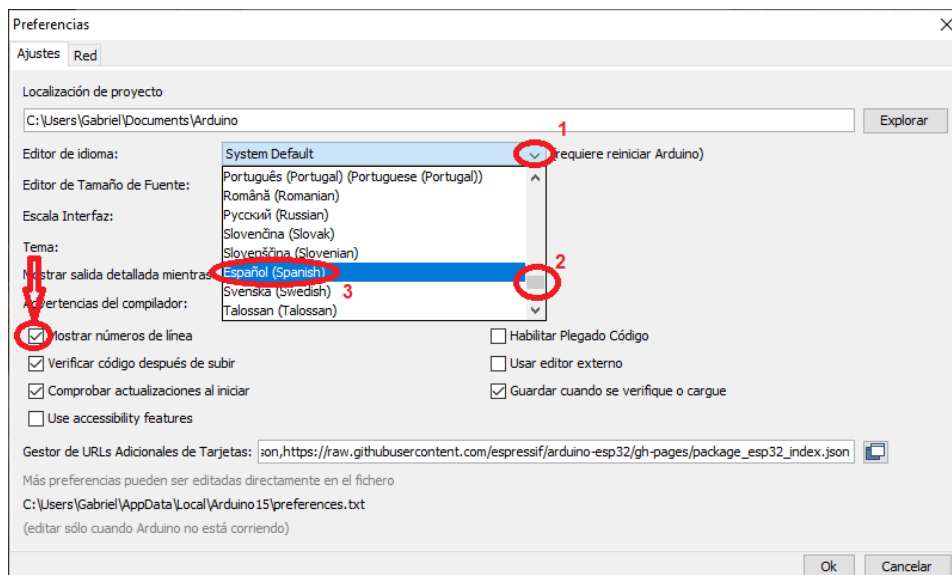 Preferencias
Ajustes Red
Localización de proyecto
C:\Users\Gabriel\Documents\Arduino Explorar
1
Editor de idioma: System Default (requiere reiniciar Arduino)
Português (Portugal) (Portuguese (Portugal))
Editor de Tamaño de Fuente:
Română (Romanian)
Русский (Russian)
Escala Interfaz:
Slovenčina (Slovak)
Tema:
Slovenščina (Slovenian)
2
Mostrar salida detallada mientras Español (Spanish)
Svenska (Swedish) 3
Advertencias del compilador:
Talossan (Talossan)
Mostrar números de línea Habilitar Plegado Código
Verificar código después de subir Usar editor externo
Comprobar actualizaciones al iniciar Guardar cuando se verifique o cargue
Use accessibility features
Gestor de URLs Adicionales de Tarjetas: son,https://raw.githubusercontent.com/espressif/arduino-esp32/gh-pages/package_esp32_index.json
Más preferencias pueden ser editadas directamente en el fichero
C:\Users\Gabriel\AppData\Local\Arduino15\preferences.txt
(editar sólo cuando Arduino no está corriendo)
Ok Cancelar